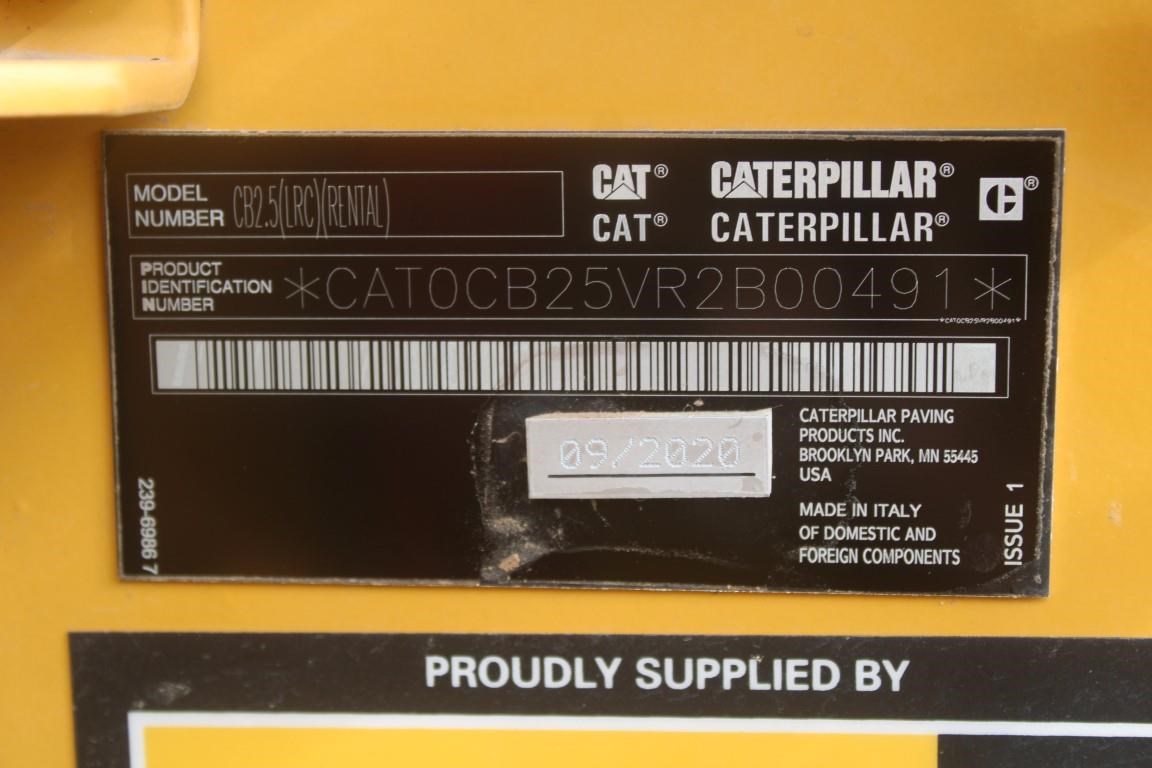 MODEL
NUMBER
CB2.5(LRC)(RENTAL)
CAT® CATERPILLAR® C®
CAT® CATERPILLAR®
PRODUCT
IDENTIFICATION
NUMBER
*CAT0CB25VR2B00491*
*CAT0CB25VR2B00491*
09/2020
CATERPILLAR PAVING
PRODUCTS INC.
BROOKLYN PARK, MN 55445
USA
MADE IN ITALY
OF DOMESTIC AND
FOREIGN COMPONENTS
239-6986 7
ISSUE 1
PROUDLY SUPPLIED BY